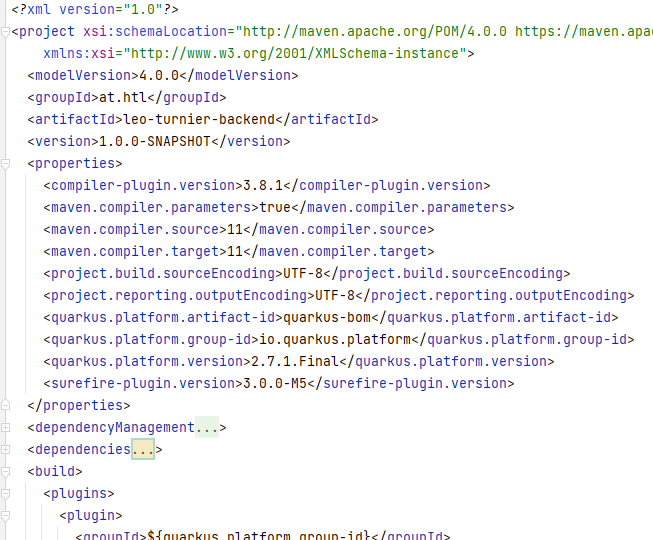 <?xml version="1.0"?>
<project xsi:schemaLocation="http://maven.apache.org/POM/4.0.0 https://maven.apa
xmlns:xsi="http://www.w3.org/2001/XMLSchema-instance">
<modelVersion>4.0.0</modelVersion>
<groupId>at.htl</groupId>
<artifactId>leo-turnier-backend</artifactId>
<version>1.0.0-SNAPSHOT</version>
<properties>
<compiler-plugin.version>3.8.1</compiler-plugin.version>
<maven.compiler.parameters>true</maven.compiler.parameters>
<maven.compiler.source>11</maven.compiler.source>
<maven.compiler.target>11</maven.compiler.target>
<project.build.sourceEncoding>UTF-8</project.build.sourceEncoding>
<project.reporting.outputEncoding>UTF-8</project.reporting.outputEncoding>
<quarkus.platform.artifact-id>quarkus-bom</quarkus.platform.artifact-id>
<quarkus.platform.group-id>io.quarkus.platform</quarkus.platform.group-id>
<quarkus.platform.version>2.7.1.Final</quarkus.platform.version>
<surefire-plugin.version>3.0.0-M5</surefire-plugin.version>
</properties>
<dependencyManagement...>
<dependencies...>
<build>
<plugins>
<plugin>
<groupId>${quarkus.platform.group-id}</groupId>